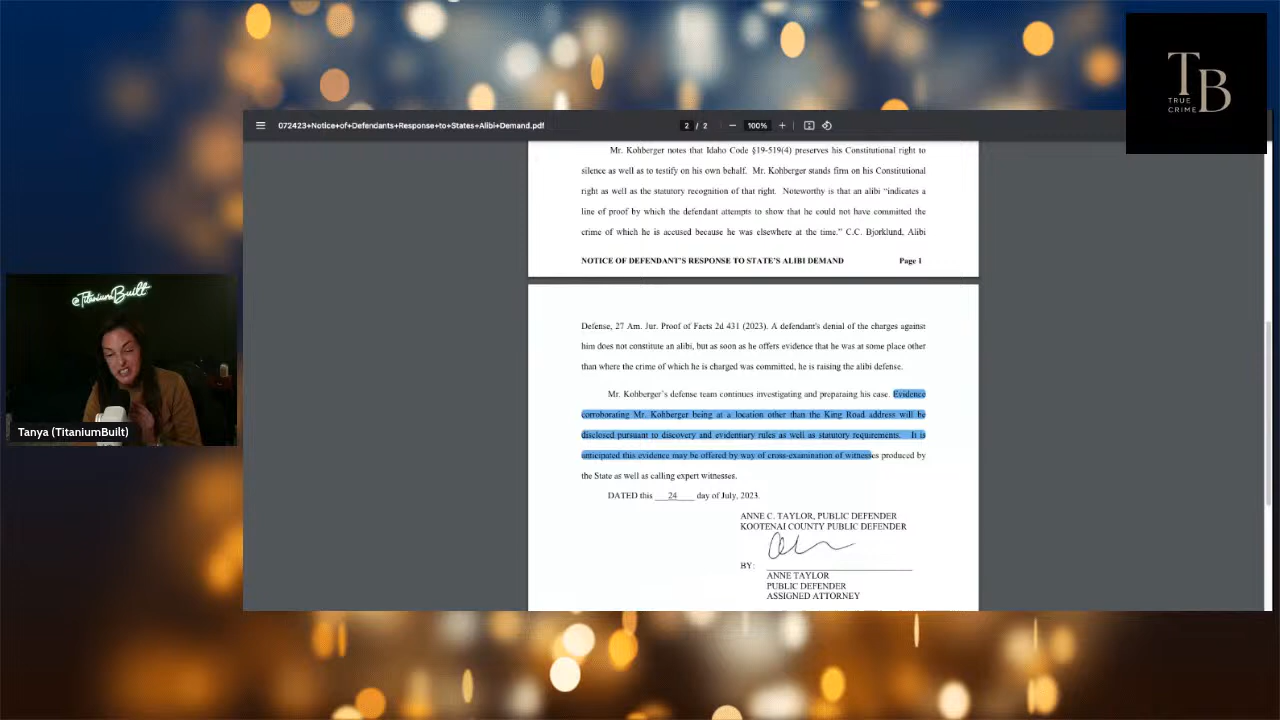 TB
TRUE
CRIME
072423+Notice+of+Defendants+Response+to+States+Alibi+Demand.pdf
2 / 2
100%
Mr. Kohberger notes that Idaho Code §19-519(4) preserves his Constitutional right to
silence as well as to testify on his own behalf. Mr. Kohberger stands firm on his Constitutional
right as well as the statutory recognition of that right. Noteworthy is that an alibi “indicates a
line of proof by which the defendant attempts to show that he could not have committed the
crime of which he is accused because he was elsewhere at the time.” C.C. Bjorklund, Alibi
NOTICE OF DEFENDANT'S RESPONSE TO STATE'S ALIBI DEMAND Page 1
Defense, 27 Am. Jur. Proof of Facts 2d 431 (2023). A defendant's denial of the charges against
him does not constitute an alibi, but as soon as he offers evidence that he was at some place other
than where the crime of which he is charged was committed, he is raising the alibi defense.
Mr. Kohberger's defense team continues investigating and preparaing his case. Evidence
corroborating Mr. Kohberger being at a location other than the King Road address will be
disclosed pursuant to discovery and evidentiary rules as well as statutory requirements. It is
anticipated this evidence may be offered by way of cross-examination of witnesses produced by
the State as well as calling expert witnesses.
DATED this 24 day of July, 2023.
ANNE C. TAYLOR, PUBLIC DEFENDER
KOOTENAI COUNTY PUBLIC DEFENDER
BY:
ANNE TAYLOR
PUBLIC DEFENDER
ASSIGNED ATTORNEY
@TitaniumBuilt
Tanya (TitaniumBuilt)